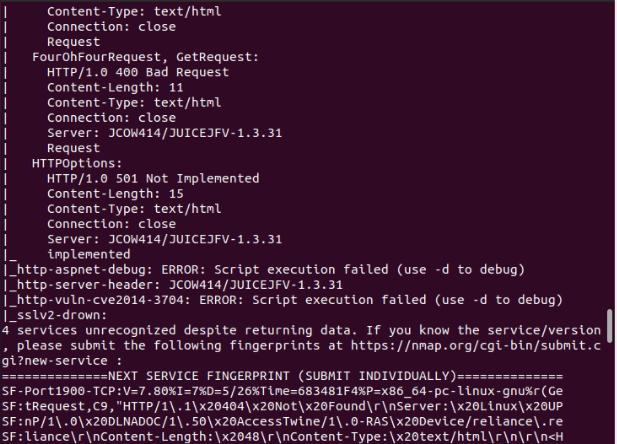 |     Content-Type: text/html
|     Connection: close
|     Request
|   FourOhFourRequest, GetRequest:
|     HTTP/1.0 400 Bad Request
|     Content-Length: 11
|     Content-Type: text/html
|     Connection: close
|     Server: JCOW414/JUICEJFV-1.3.31
|     Request
|   HTTPOptions:
|     HTTP/1.0 501 Not Implemented
|     Content-Length: 15
|     Content-Type: text/html
|     Connection: close
|     Server: JCOW414/JUICEJFV-1.3.31
|_    implemented
|_http-aspnet-debug: ERROR: Script execution failed (use -d to debug)
|_http-server-header: JCOW414/JUICEJFV-1.3.31
|_http-vuln-cve2014-3704: ERROR: Script execution failed (use -d to debug)
|_sslv2-drown:
4 services unrecognized despite returning data. If you know the service/version
, please submit the following fingerprints at https://nmap.org/cgi-bin/submit.c
gi?new-service :
==============NEXT SERVICE FINGERPRINT (SUBMIT INDIVIDUALLY)==============
SF-Port1900-TCP:V=7.80%I=7%D=5/26%Time=683481F4%P=x86_64-pc-linux-gnu%r(Ge
SF:tRequest,C9,"HTTP/1\.1\x20404\x20Not\x20Found\r\nServer:\x20Linux\x20UP
SF:nP/1\.0\x20DLNADOC/1\.50\x20AccessTwine/1\.0-RAS\x20Device/reliance\.re
SF:liance\r\nContent-Length:\x2048\r\nContent-Type:\x20text/html\r\n\r\n<H